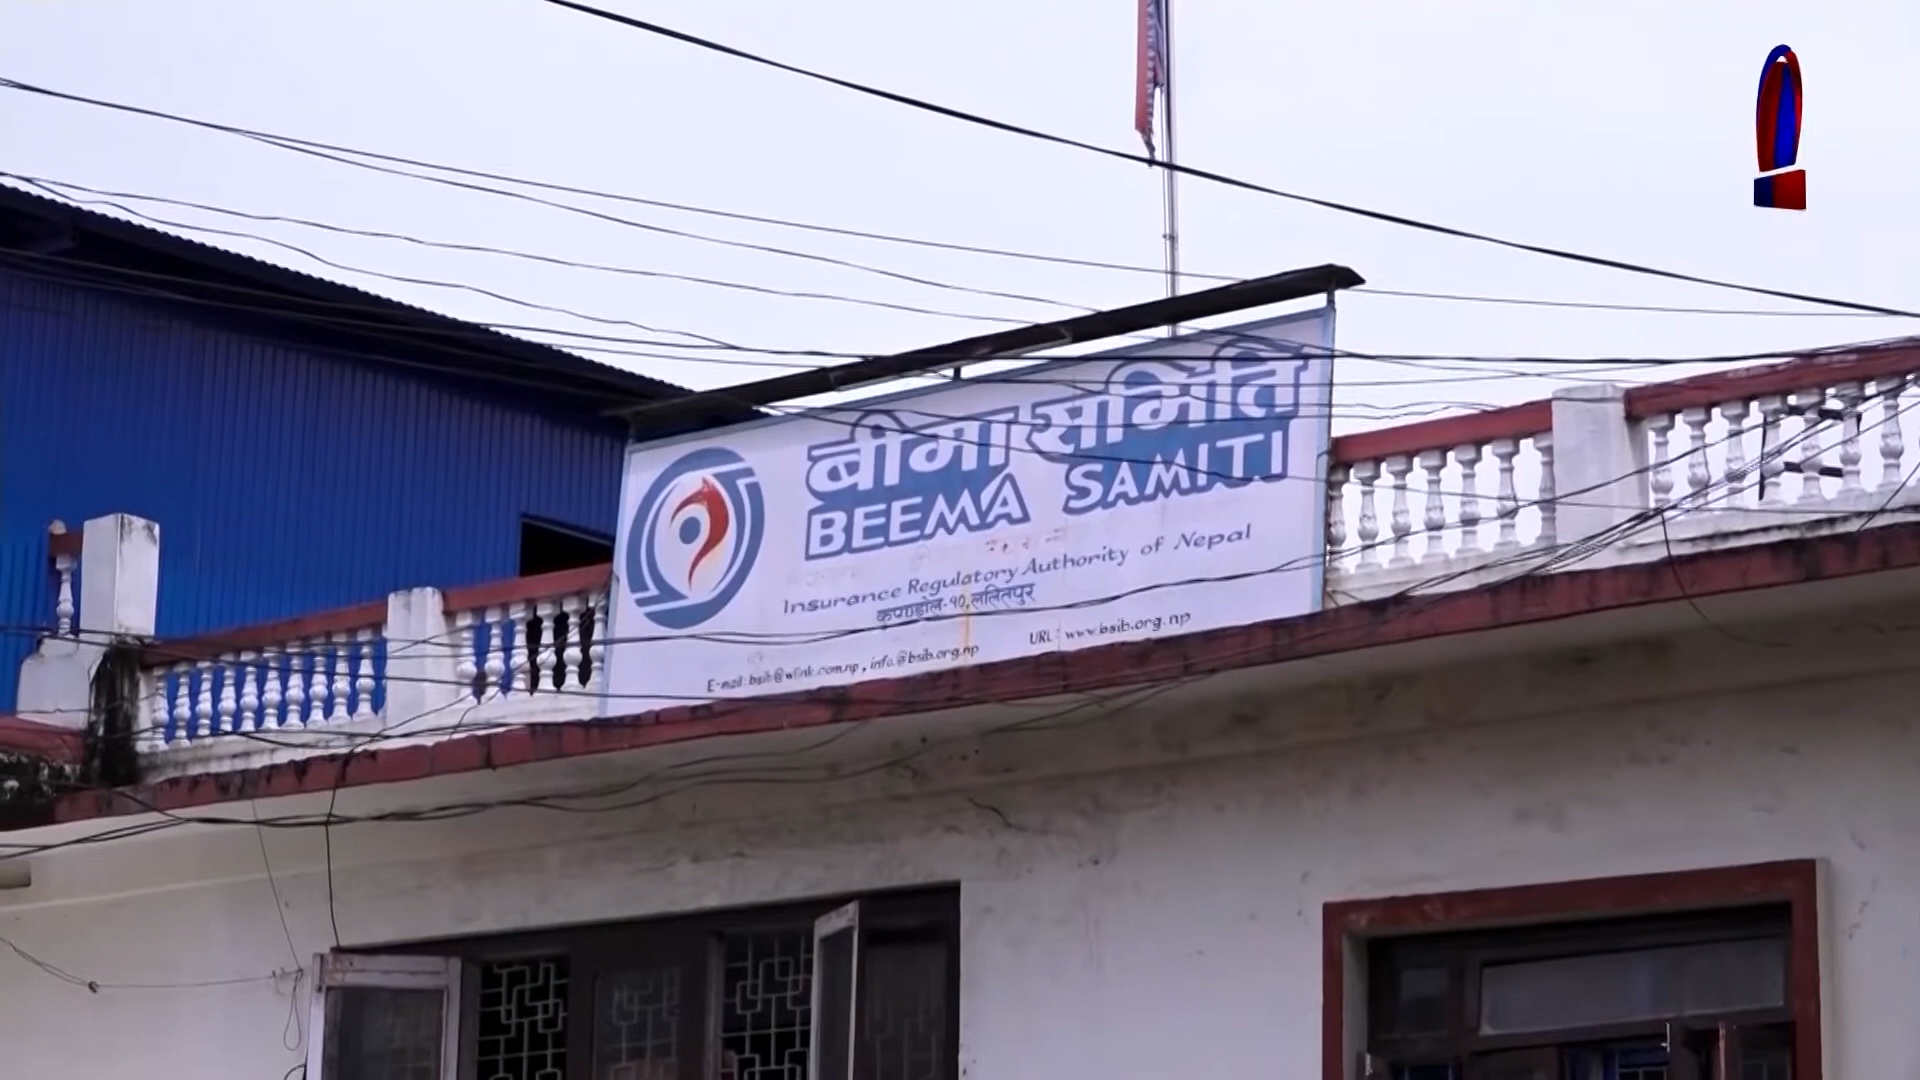 बीमा समिति
BEEMA SAMITI
Insurance Regulatory Authority of Nepal
कुपण्डोल-१०, ललितपुर
URL: www.bsib.org.np
E-mail: bsib@wlink.com.np, info@bsib.org.np